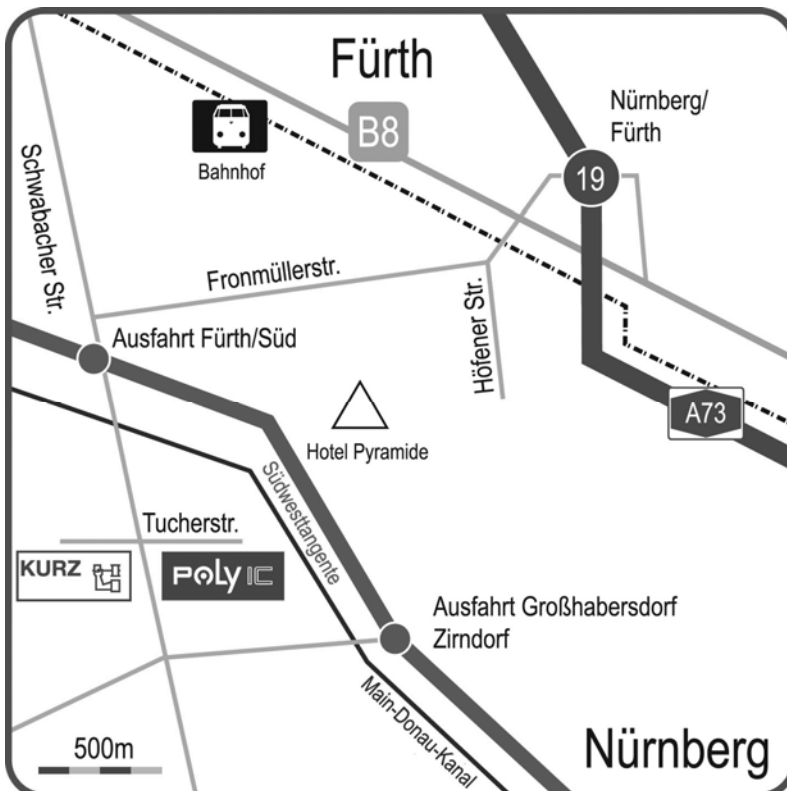 Fürth
B8
Nürnberg/
Fürth
19
Bahnhof
Schwabacher Str.
Fronmüllerstr.
Höfener Str.
Ausfahrt Fürth/Süd
A73
Hotel Pyramide
Südwesttangente
Tucherstr.
KURZ
POLY IC
Ausfahrt Großhabersdorf
Zirndorf
Main-Donau-Kanal
500m
Nürnberg